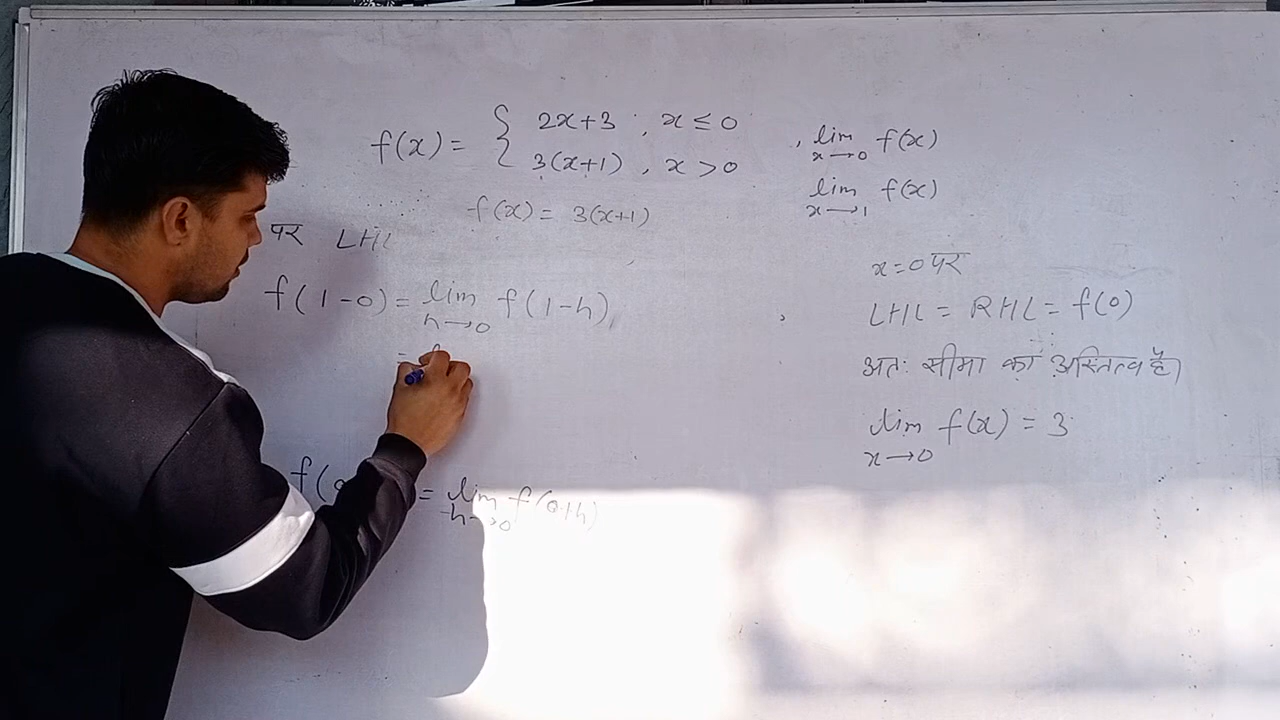 f(x) = { 2x+3 , x ≤ 0
3(x+1) , x > 0
, lim x→0 f(x)
lim x→1 f(x)
f(x) = 3(x+1)
पर LHL
f(1-0) = lim h→0 f(1-h)
=
f(0 = lim h→0 f(0+h)
x=0 पर
LHL = RHL = f(0)
अतः सीमा का अस्तित्व है।
lim x→0 f(x) = 3